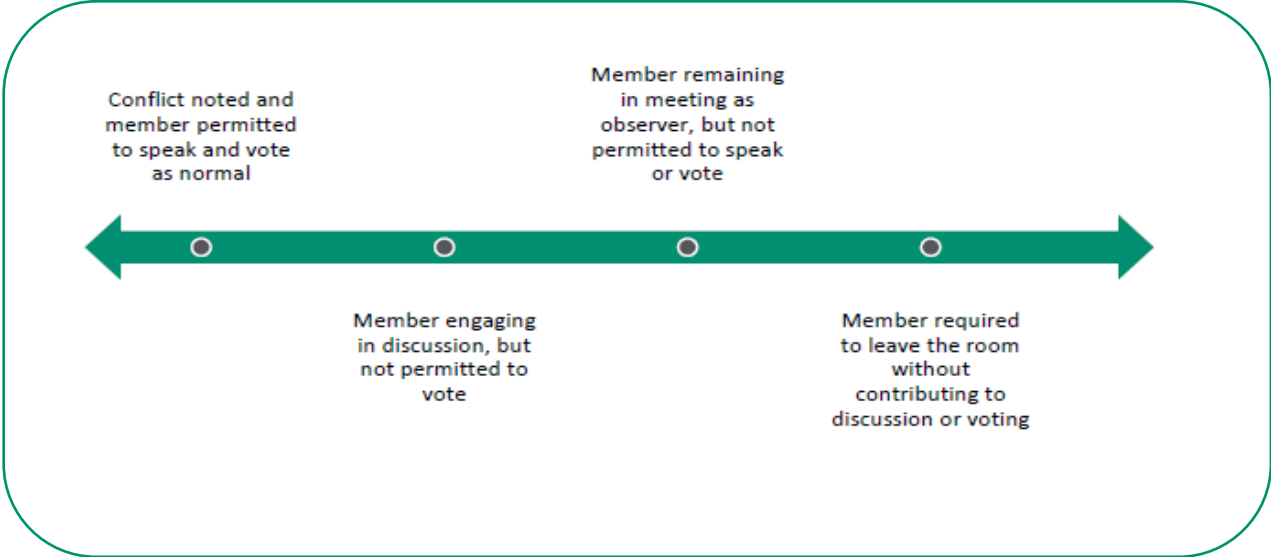 Conflict noted and
member permitted
to speak and vote
as normal
Member engaging
in discussion, but
not permitted to
vote
Member remaining
in meeting as
observer, but not
permitted to speak
or vote
Member required
to leave the room
without
contributing to
discussion or voting